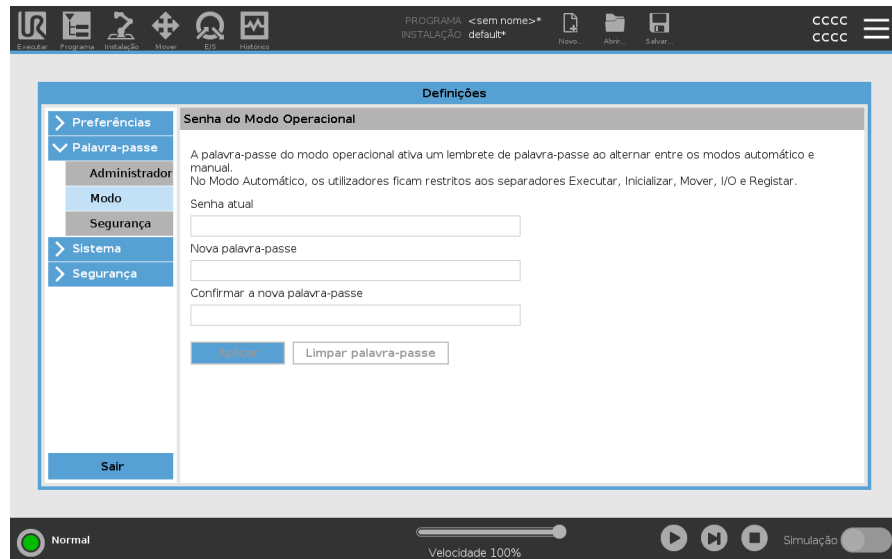 UR
PROGRAMA <sem nome>*
INSTALAÇÃO default*
Executar Programa Instalação Mover E/S Histórico Novo... Abrir... Salvar...
cccc
cccc
Definições
Preferências
Palavra-passe
Administrador
Modo
Segurança
Sistema
Segurança
Sair
Senha do Modo Operacional
A palavra-passe do modo operacional ativa um lembrete de palavra-passe ao alternar entre os modos automático e
manual.
No Modo Automático, os utilizadores ficam restritos aos separadores Executar, Inicializar, Mover, I/O e Registar.
Senha atual
Nova palavra-passe
Confirmar a nova palavra-passe
Aplicar Limpar palavra-passe
Normal
Velocidade 100%
Simulação